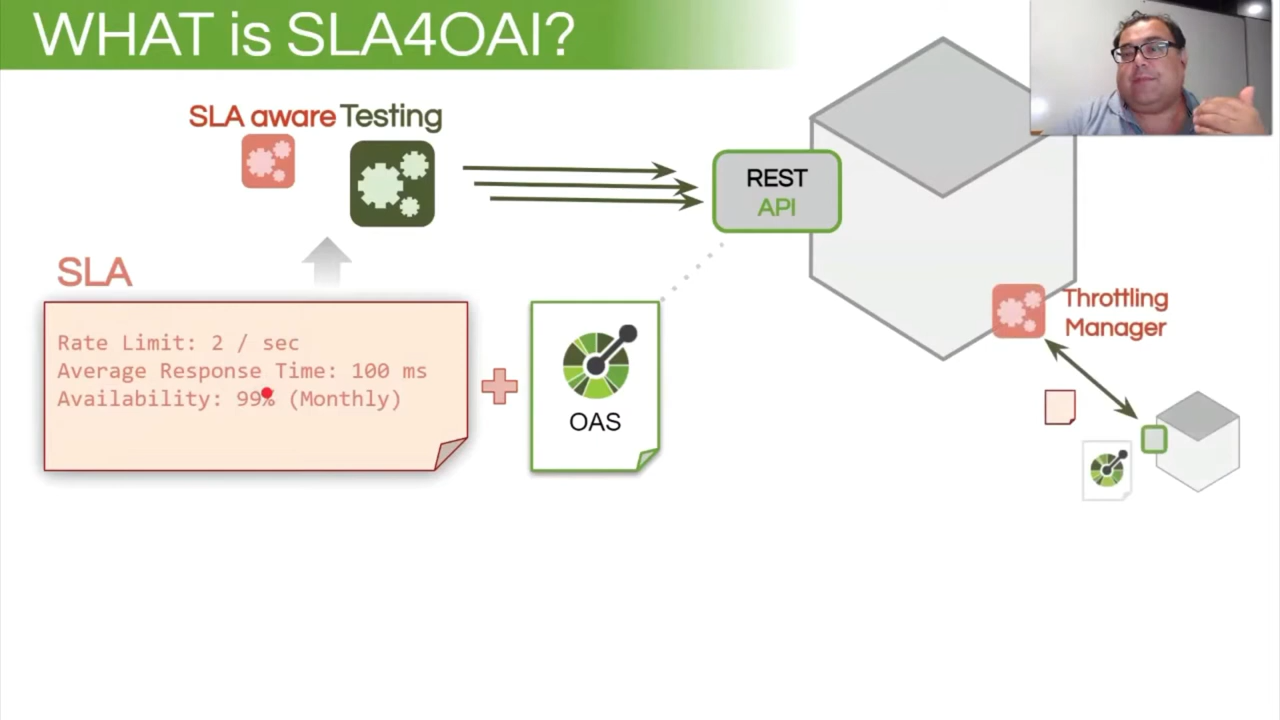 WHAT is SLA4OAI?
SLA aware Testing
REST
API
SLA
Rate Limit: 2 / sec
Average Response Time: 100 ms
Availability: 99% (Monthly)
OAS
Throttling
Manager